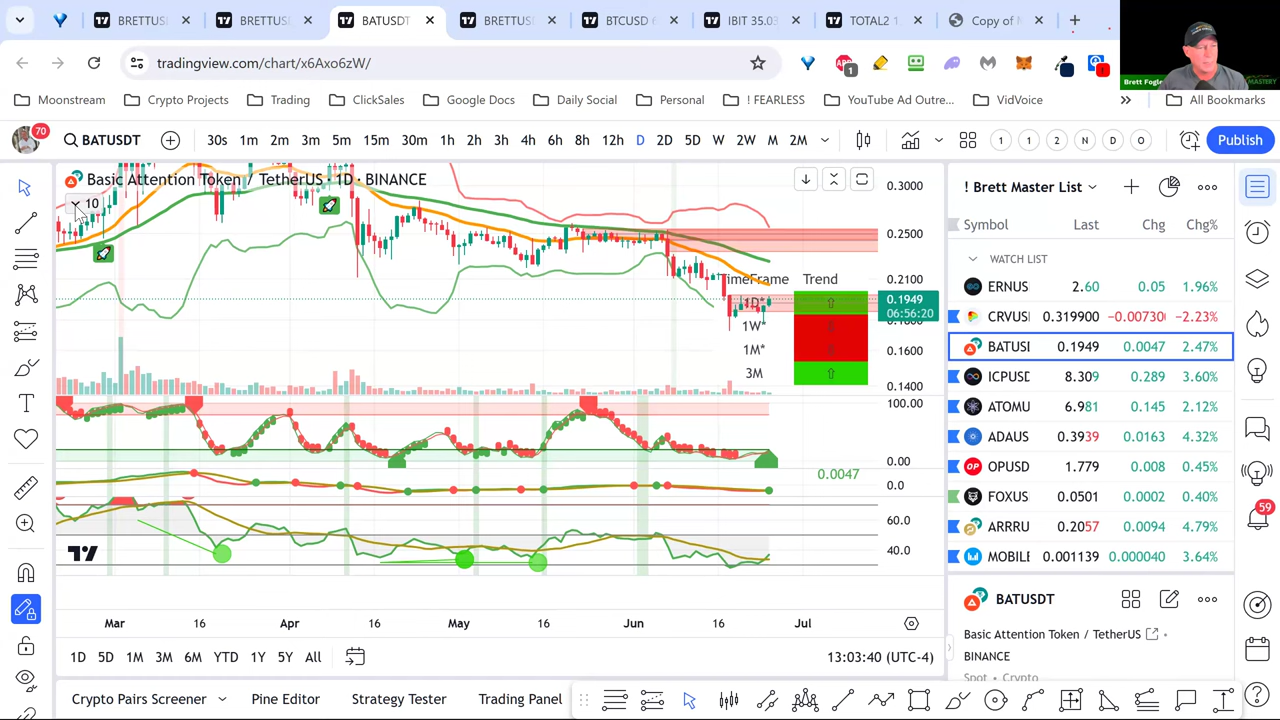 BRETTUS
BRETTUS
BATUSDT
BRETTUS
BTCUSD 6
IBIT 35.03
TOTAL2 1.
Copy of
tradingview.com/chart/x6Axo6zW/
1
Moonstream
Crypto Projects
Trading
ClickSales
Google Docs
Daily Social
Personal
! FEARLESS
YouTube Ad Outre...
VidVoice
»
All Bookmarks
Brett Fogle
MASTERY
70
BATUSDT
30s
1m
2m
3m
5m
15m
30m
1h
2h
3h
4h
6h
8h
12h
D
2D
5D
W
2W
M
2M
1
1
2
N
D
O
Publish
Basic Attention Token / TetherUS · 1D · BINANCE
10
0.3000
0.2500
0.2100
0.1949
06:56:20
0.1600
0.1400
TimeFrame
Trend
1D*
1W*
1M*
3M
100.00
0.00
0.0047
0.0
60.0
40.0
Mar
16
Apr
16
May
16
Jun
16
Jul
1D
5D
1M
3M
6M
YTD
1Y
5Y
All
13:03:40 (UTC-4)
Crypto Pairs Screener
Pine Editor
Strategy Tester
Trading Panel
! Brett Master List
Symbol
Last
Chg
Chg%
WATCH LIST
ERNUS 2.60 0.05 1.96%
CRVUS 0.319900 −0.00730 −2.23%
BATUSI 0.1949 0.0047 2.47%
ICPUSD 8.309 0.289 3.60%
ATOMU 6.981 0.145 2.12%
ADAUS 0.3939 0.0163 4.32%
OPUSD 1.779 0.008 0.45%
FOXUS 0.0501 0.0002 0.40%
ARRRU 0.2057 0.0094 4.79%
MOBILE 0.001139 0.000040 3.64%
BATUSDT
Basic Attention Token / TetherUS
BINANCE
Spot • Crypto
59